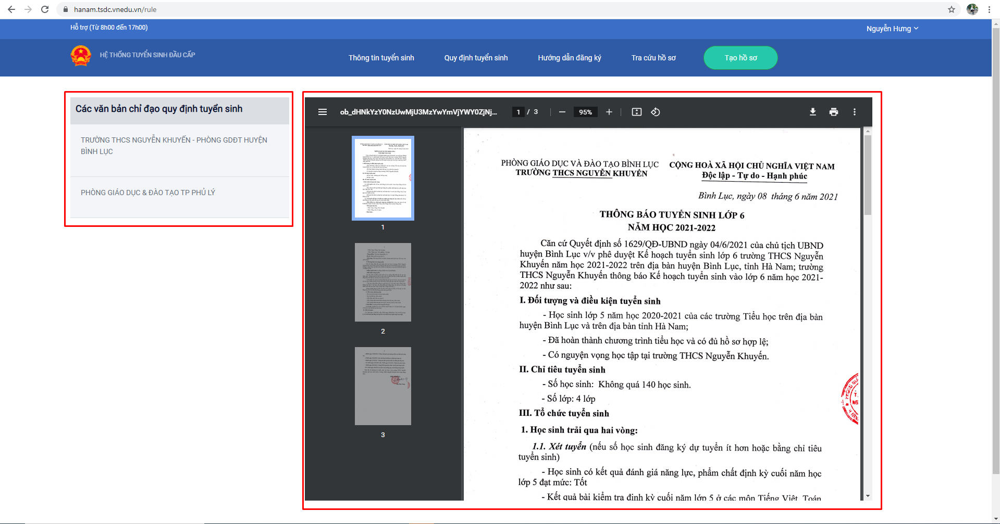 hanam.tsdc.vnedu.vn/rule
Hỗ trợ (Từ 8h00 đến 17h00)
Nguyễn Hưng
HỆ THỐNG TUYỂN SINH ĐẦU CẤP
Thông tin tuyển sinh
Quy định tuyển sinh
Hướng dẫn đăng ký
Tra cứu hồ sơ
Tạo hồ sơ
Các văn bản chỉ đạo quy định tuyển sinh
TRƯỜNG THCS NGUYỄN KHUYẾN - PHÒNG GDĐT HUYỆN
BÌNH LỤC
PHÒNG GIÁO DỤC & ĐÀO TẠO TP PHỦ LÝ
ob_dHNkYzY0NzUwMjU3MzYwYmVjYWY0ZjNj...
1 / 3
95%
1
2
3
PHÒNG GIÁO DỤC VÀ ĐÀO TẠO BÌNH LỤC
TRƯỜNG THCS NGUYỄN KHUYẾN
CỘNG HOÀ XÃ HỘI CHỦ NGHĨA VIỆT NAM
Độc lập - Tự do - Hạnh phúc
Bình Lục, ngày 08 tháng 6 năm 2021
THÔNG BÁO TUYỂN SINH LỚP 6
NĂM HỌC 2021-2022
Căn cứ Quyết định số 1629/QĐ-UBND ngày 04/6/2021 của chủ tịch UBND
huyện Bình Lục v/v phê duyệt Kế hoạch tuyển sinh lớp 6 trường THCS Nguyễn
Khuyến năm học 2021-2022 trên địa bàn huyện Bình Lục, tỉnh Hà Nam; trường
THCS Nguyễn Khuyến thông báo Kế hoạch tuyển sinh vào lớp 6 năm học 2021-
2022 như sau:
I. Đối tượng và điều kiện tuyển sinh
- Học sinh lớp 5 năm học 2020-2021 của các trường Tiểu học trên địa bàn
huyện Bình Lục và trên địa bàn tỉnh Hà Nam;
- Đã hoàn thành chương trình tiểu học và có đủ hồ sơ hợp lệ;
- Có nguyện vọng học tập tại trường THCS Nguyễn Khuyến.
II. Chỉ tiêu tuyển sinh
- Số học sinh: Không quá 140 học sinh.
- Số lớp: 4 lớp
III. Tổ chức tuyển sinh
1. Học sinh trải qua hai vòng:
1.1. Xét tuyển (nếu số học sinh đăng ký dự tuyển ít hơn hoặc bằng chỉ tiêu
tuyển sinh)
- Học sinh có kết quả đánh giá năng lực, phẩm chất định kỳ cuối năm học
lớp 5 đạt mức: Tốt
- Kết quả bài kiểm tra định kỳ cuối năm lớp 5 ở các môn Tiếng Việt, Toán